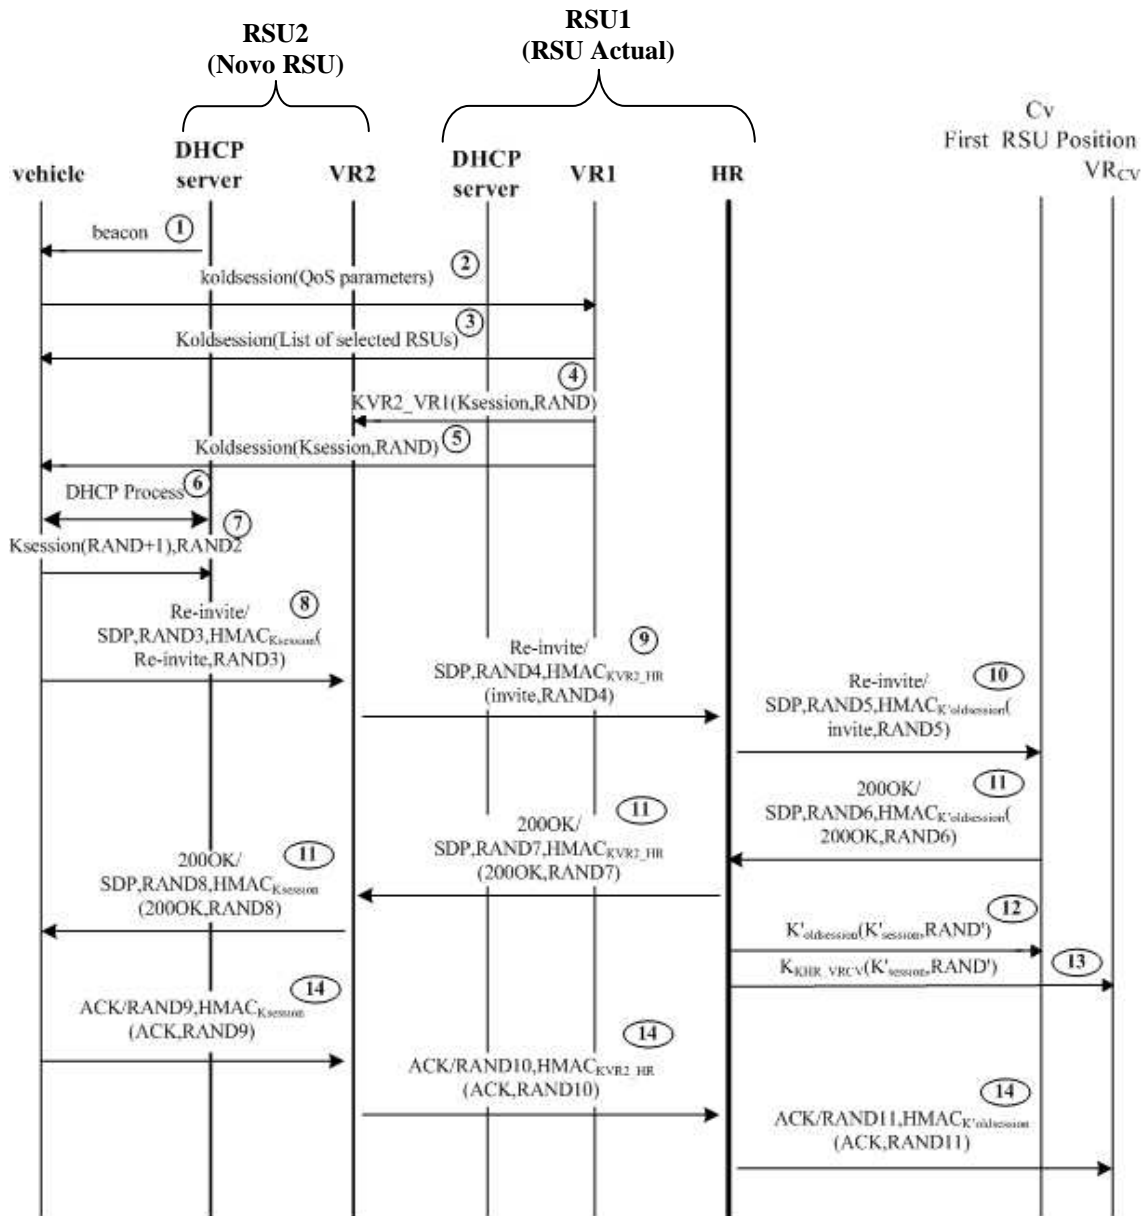 RSU2
(Novo RSU)
RSU1
(RSU Actual)
Cv
First RSU Position
vehicle
DHCP
server
VR2
DHCP
server
VR1
HR
VRCV
beacon 1
koldsession(QoS parameters) 2
Koldsession(List of selected RSUs) 3
4
KVR2_VR1(Ksession,RAND)
Koldsession(Ksession,RAND) 5
DHCP Process 6
7
Ksession(RAND+1),RAND2
Re-invite/ 8
SDP,RAND3,HMACKsession(
Re-invite,RAND3)
Re-invite/ 9
SDP,RAND4,HMACKVR2_HR
(invite,RAND4)
Re-invite/ 10
SDP,RAND5,HMACK'oldsession(
invite,RAND5)
200OK/ 11
SDP,RAND6,HMACK'oldsession(
200OK,RAND6)
200OK/ 11
SDP,RAND7,HMACKVR2_HR
(200OK,RAND7)
200OK/ 11
SDP,RAND8,HMACKsession
(200OK,RAND8)
12
K'oldsession(K'session,RAND')
KKHR_VRCV(K'session,RAND') 13
14
ACK/RAND9,HMACKsession
(ACK,RAND9)
14
ACK/RAND10,HMACKVR2_HR
(ACK,RAND10)
14
ACK/RAND11,HMACK'oldsession
(ACK,RAND11)